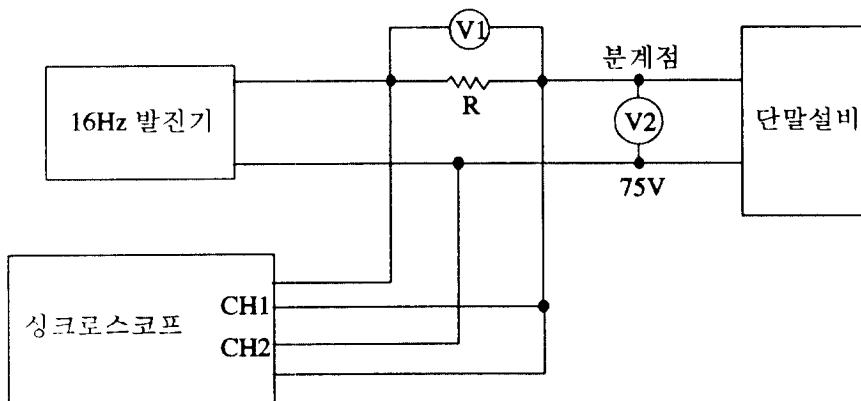 V1
분계점
16Hz 발진기
R
V2
단말설비
75V
CH1
싱크로스코프
CH2